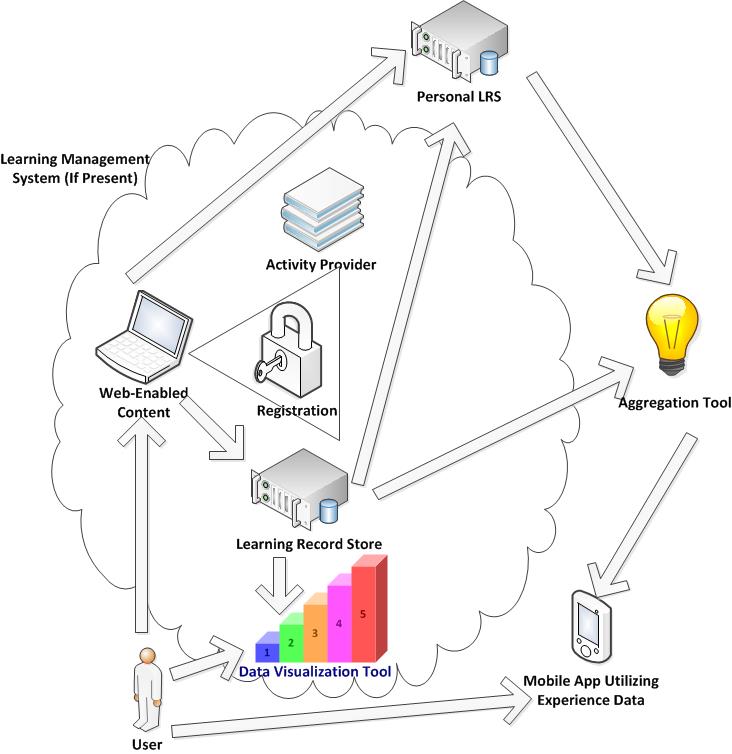 Personal LRS
Learning Management
System (If Present)
Activity Provider
Web-Enabled
Content
Registration
Aggregation Tool
Learning Record Store
1
2
3
4
5
Data Visualization Tool
Mobile App Utilizing
Experience Data
User